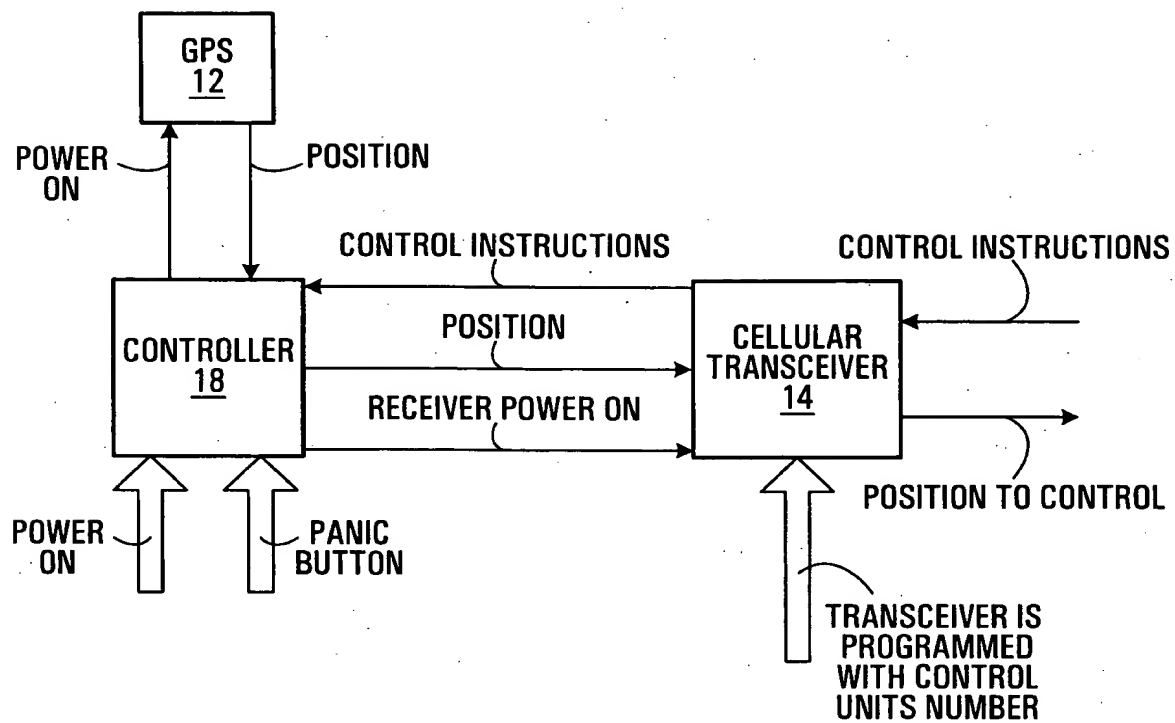 GPS
12
POWER
ON
POSITION
CONTROL INSTRUCTIONS
CONTROL INSTRUCTIONS
CONTROLLER
18
POSITION
CELLULAR
TRANSCEIVER
14
RECEIVER POWER ON
POSITION TO CONTROL
POWER
ON
PANIC
BUTTON
TRANSCEIVER IS
PROGRAMMED
WITH CONTROL
UNITS NUMBER